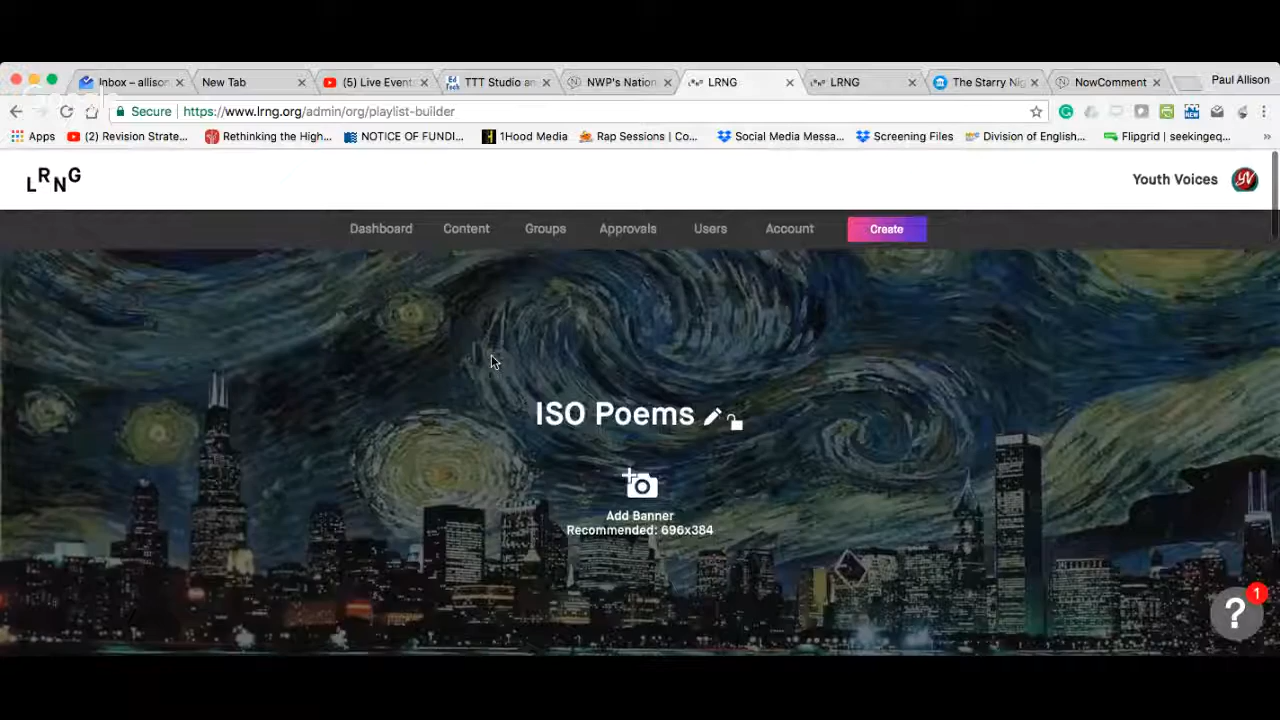 Inbox – allison
New Tab
(5) Live Event
TTT Studio an
NWP's Nation
LRNG
LRNG
The Starry Nig
NowComment
Paul Allison
Secure
https://www.lrng.org/admin/org/playlist-builder
Apps
(2) Revision Strate...
Rethinking the High...
NOTICE OF FUN/...
1Hood Media
Rap Sessions | Co...
Social Media Messa...
Screening Files
Division of English...
Flipgrid | seekingeq...
LRNG
Youth Voices
Dashboard
Content
Groups
Approvals
Users
Account
Create
ISO Poems
Add Banner
Recommended: 696x384
?
1